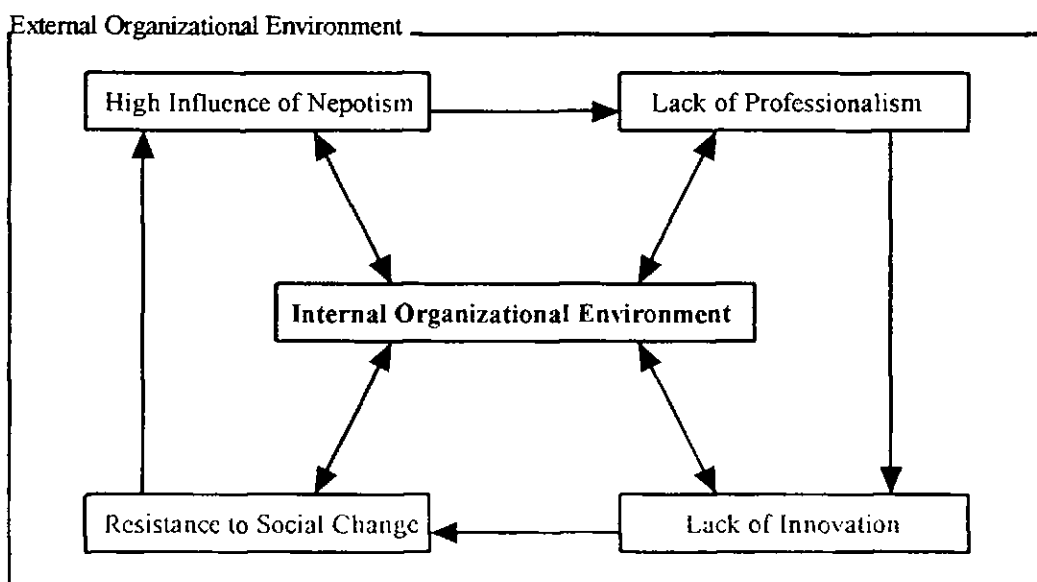 External Organizational Environment
High Influence of Nepotism
Lack of Professionalism
Internal Organizational Environment
Resistance to Social Change
Lack of Innovation